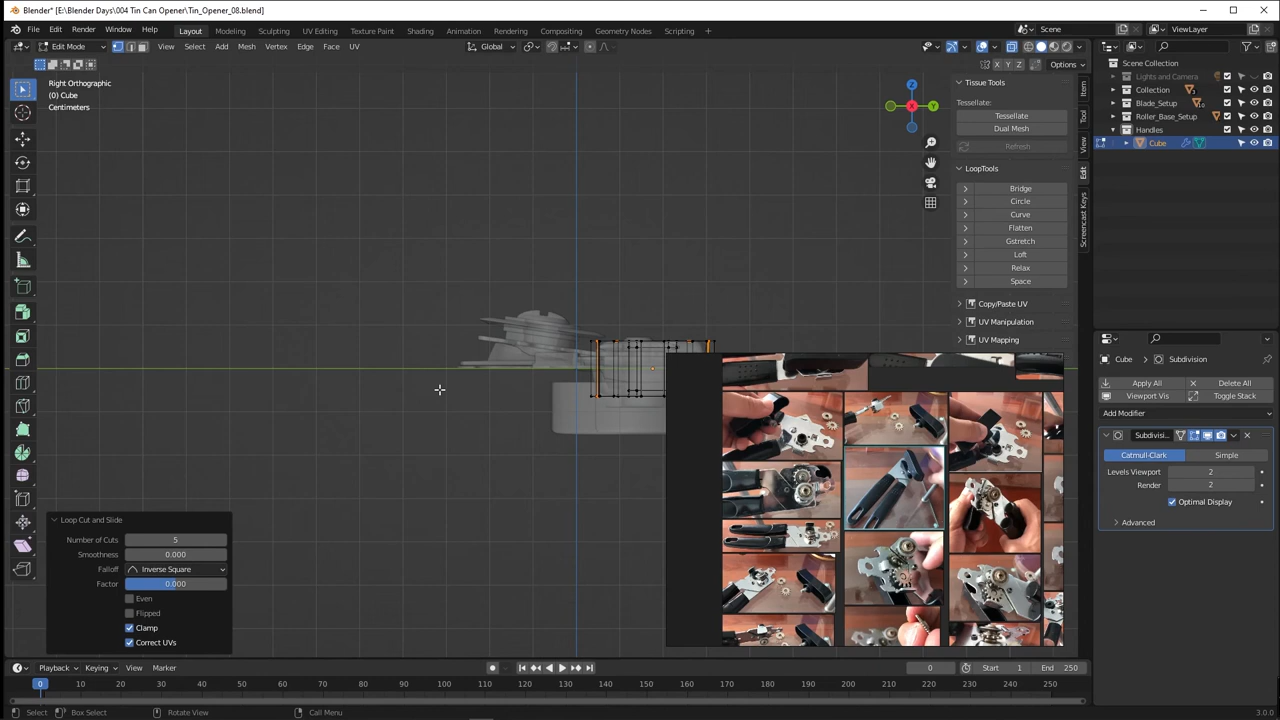 Blender* [E:\Blender Days\004 Tin Can Opener\Tin_Opener_08.blend]
File Edit Render Window Help Layout Modeling Sculpting UV Editing Texture Paint Shading Animation Rendering Compositing Geometry Nodes Scripting + Scene ViewLayer
Edit Mode View Select Add Mesh Vertex Edge Face UV Global
X Y Z Options
Right Orthographic
(0) Cube
Centimeters
Z
X
Y
Tissue Tools
Tessellate:
Tessellate
Dual Mesh
Refresh
LoopTools
Bridge
Circle
Curve
Flatten
Gstretch
Loft
Relax
Space
Copy/Paste UV
UV Manipulation
UV Mapping
Item
Tool
View
Edit
Screencast Keys
Scene Collection
Lights and Camera
Collection
Blade_Setup
Roller_Base_Setup
Handles
Cube
Cube Subdivision
Apply All Delete All
Viewport Vis Toggle Stack
Add Modifier
Subdivisi..
Catmull-Clark Simple
Levels Viewport 2
Render 2
Optimal Display
Advanced
Loop Cut and Slide
Number of Cuts 5
Smoothness 0.000
Falloff Inverse Square
Factor 0.000
Even
Flipped
Clamp
Correct UVs
Playback Keying View Marker 0 Start 1 End 250
0 10 20 30 40 50 60 70 80 90 100 110 120 130 140 150 160 170 180 190 200 210 220 230 240 250
Select Box Select Rotate View Call Menu 3.0.0